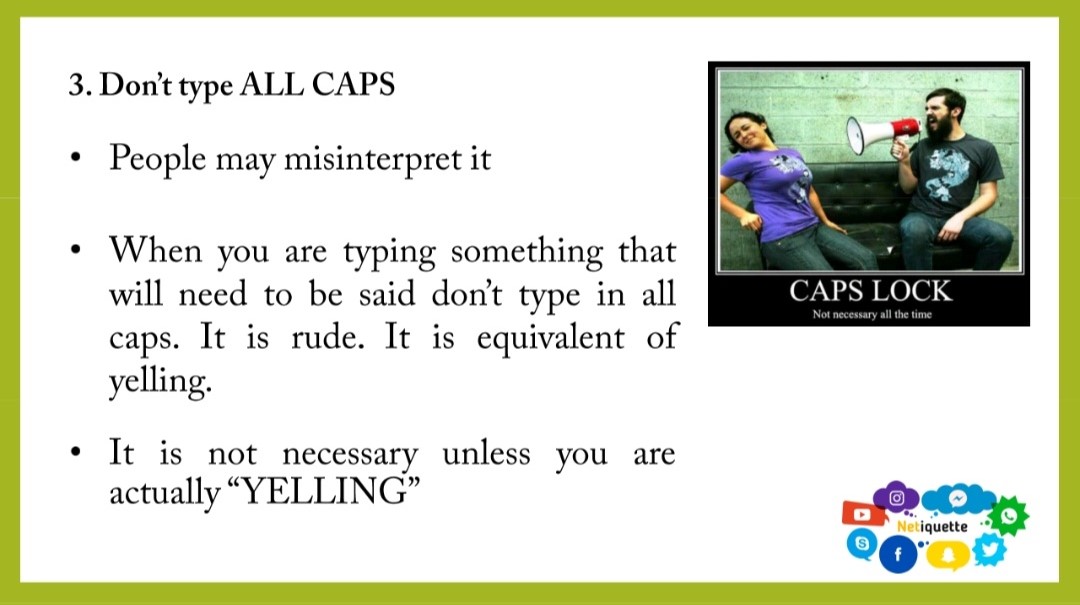 3. Don't type ALL CAPS
• People may misinterpret it
• When you are typing something that
will need to be said don't type in all
caps. It is rude. It is equivalent of
yelling.
• It is not necessary unless you are
actually “YELLING”
CAPS LOCK
Not necessary all the time
Netiquette